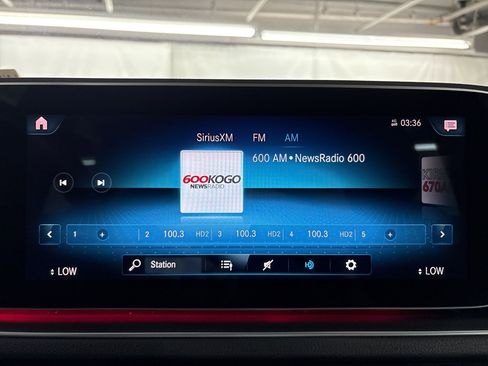 03:36
SiriusXM FM AM
600 AM • NewsRadio 600
600KOGO
NEWSRADIO
670A
1 + 2 100.3 HD2 3 100.3 HD2 4 100.3 HD2 5 +
LOW Station LOW